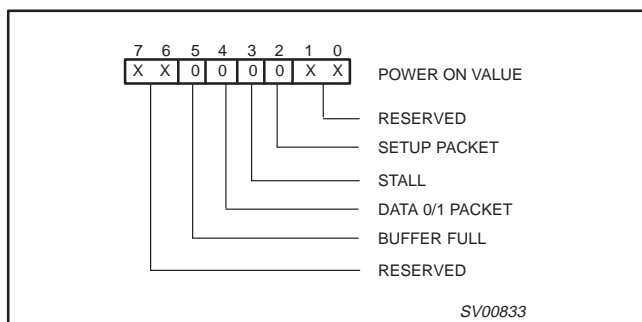 7 6 5 4 3 2 1 0
X X 0 0 0 0 X X POWER ON VALUE
RESERVED
SETUP PACKET
STALL
DATA 0/1 PACKET
BUFFER FULL
RESERVED
SV00833